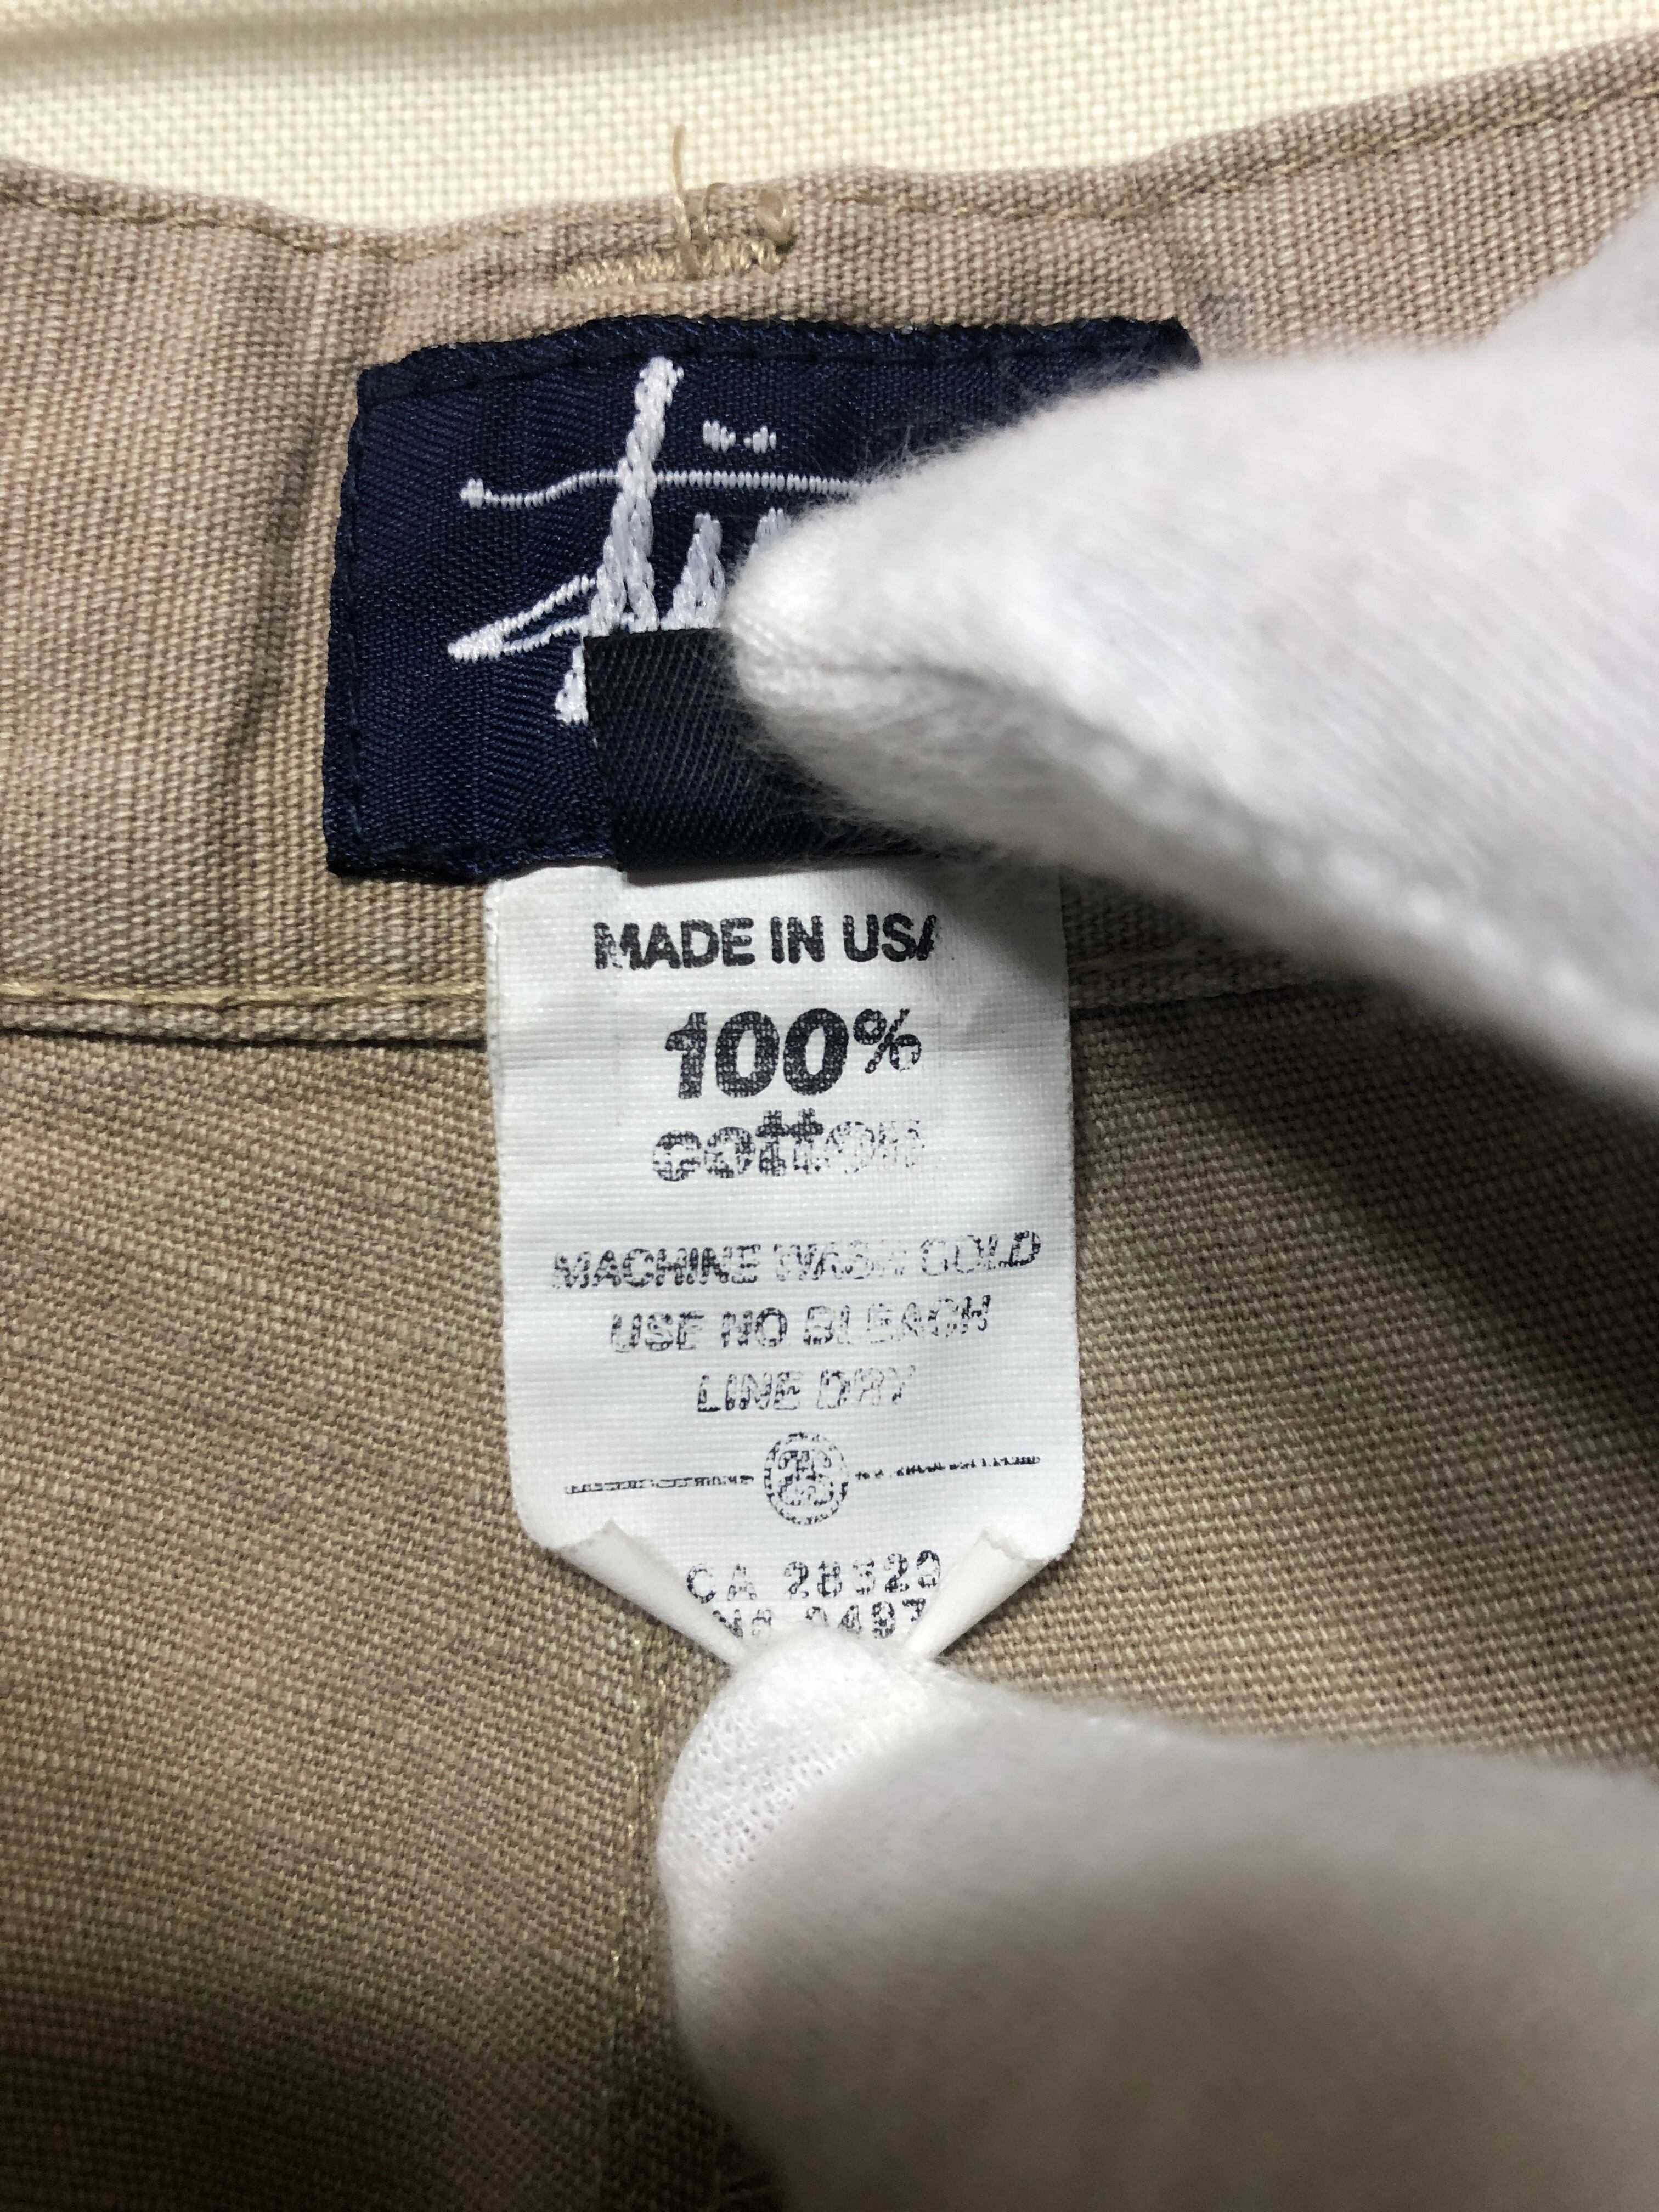 MADE IN USA
100%
cotton
MACHINE WASH COLD
USE NO BLEACH
LINE DRY
CA 28329